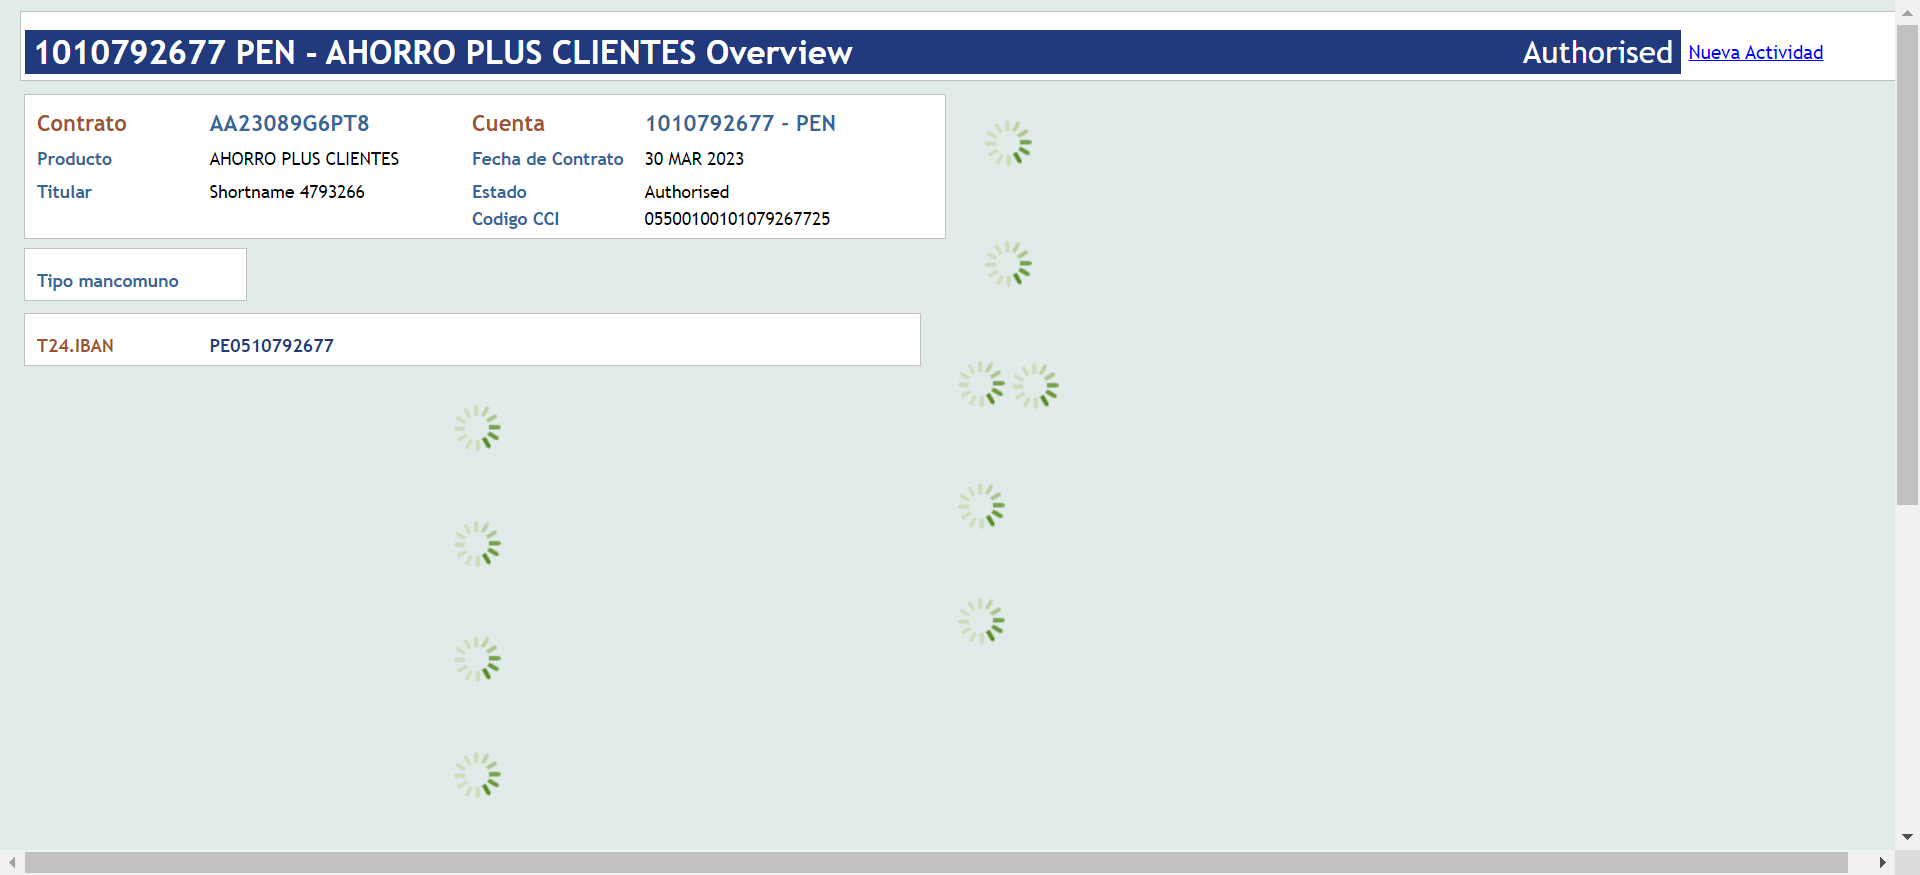 1010792677 PEN - AHORRO PLUS CLIENTES Overview Authorised Nueva Actividad
Contrato AA23089G6PT8 Cuenta 1010792677 - PEN
Producto AHORRO PLUS CLIENTES Fecha de Contrato 30 MAR 2023
Titular Shortname 4793266 Estado Authorised
Codigo CCI 05500100101079267725
Tipo mancomuno
T24.IBAN PE0510792677